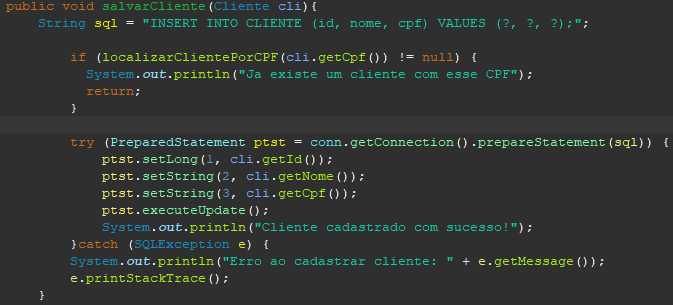 public void salvarCliente(Cliente cli){
    String sql = "INSERT INTO CLIENTE (id, nome, cpf) VALUES (?, ?, ?);";

        if (localizarClientePorCPF(cli.getCpf()) != null) {
          System.out.println("Ja existe um cliente com esse CPF");
          return;
        }

        try (PreparedStatement ptst = conn.getConnection().prepareStatement(sql)) {
            ptst.setLong(1, cli.getId());
            ptst.setString(2, cli.getNome());
            ptst.setString(3, cli.getCpf());
            ptst.executeUpdate();
            System.out.println("Cliente cadastrado com sucesso!");
        }catch (SQLException e) {
        System.out.println("Erro ao cadastrar cliente: " + e.getMessage());
        e.printStackTrace();
    }